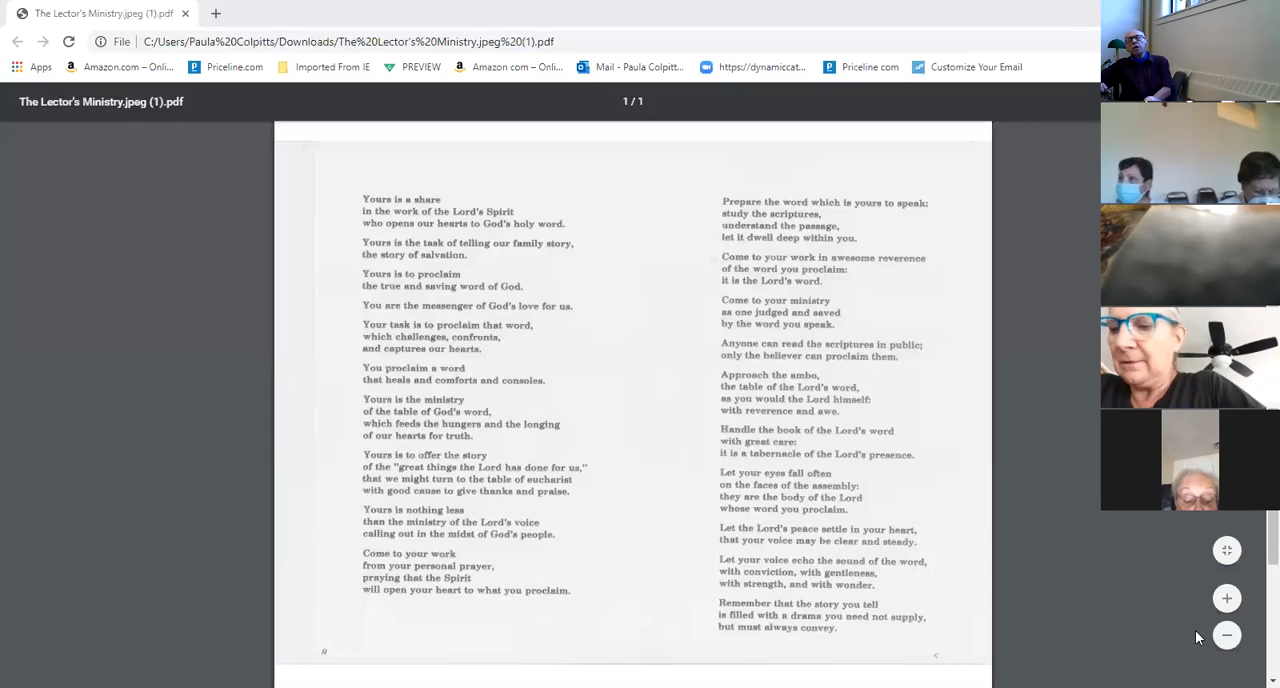 The Lector's Ministry.jpeg (1).pdf
File
C:/Users/Paula%20Colpitts/Downloads/The%20Lector's%20Ministry.jpeg%20(1).pdf
Apps
Amazon.com – Onli...
Priceline.com
Imported From IE
PREVIEW
Amazon com – Onli...
Mail - Paula Colpitt...
https://dynamiccat...
Priceline com
Customize Your Email
The Lector's Ministry.jpeg (1).pdf
1 / 1
Yours is a share
in the work of the Lord's Spirit
who opens our hearts to God's holy word.
Yours is the task of telling our family story,
the story of salvation.
Yours is to proclaim
the true and saving word of God.
You are the messenger of God's love for us.
Your task is to proclaim that word,
which challenges, confronts,
and captures our hearts.
You proclaim a word
that heals and comforts and consoles.
Yours is the ministry
of the table of God's word,
which feeds the hungers and the longing
of our hearts for truth.
Yours is to offer the story
of the "great things the Lord has done for us,"
that we might turn to the table of eucharist
with good cause to give thanks and praise.
Yours is nothing less
than the ministry of the Lord's voice
calling out in the midst of God's people.
Come to your work
from your personal prayer,
praying that the Spirit
will open your heart to what you proclaim.
Prepare the word which is yours to speak:
study the scriptures,
understand the passage,
let it dwell deep within you.
Come to your work in awesome reverence
of the word you proclaim:
it is the Lord's word.
Come to your ministry
as one judged and saved
by the word you speak.
Anyone can read the scriptures in public;
only the believer can proclaim them.
Approach the ambo,
the table of the Lord's word,
as you would the Lord himself:
with reverence and awe.
Handle the book of the Lord's word
with great care:
it is a tabernacle of the Lord's presence.
Let your eyes fall often
on the faces of the assembly:
they are the body of the Lord
whose word you proclaim.
Let the Lord's peace settle in your heart,
that your voice may be clear and steady.
Let your voice echo the sound of the word,
with conviction, with gentleness,
with strength, and with wonder.
Remember that the story you tell
is filled with a drama you need not supply,
but must always convey.